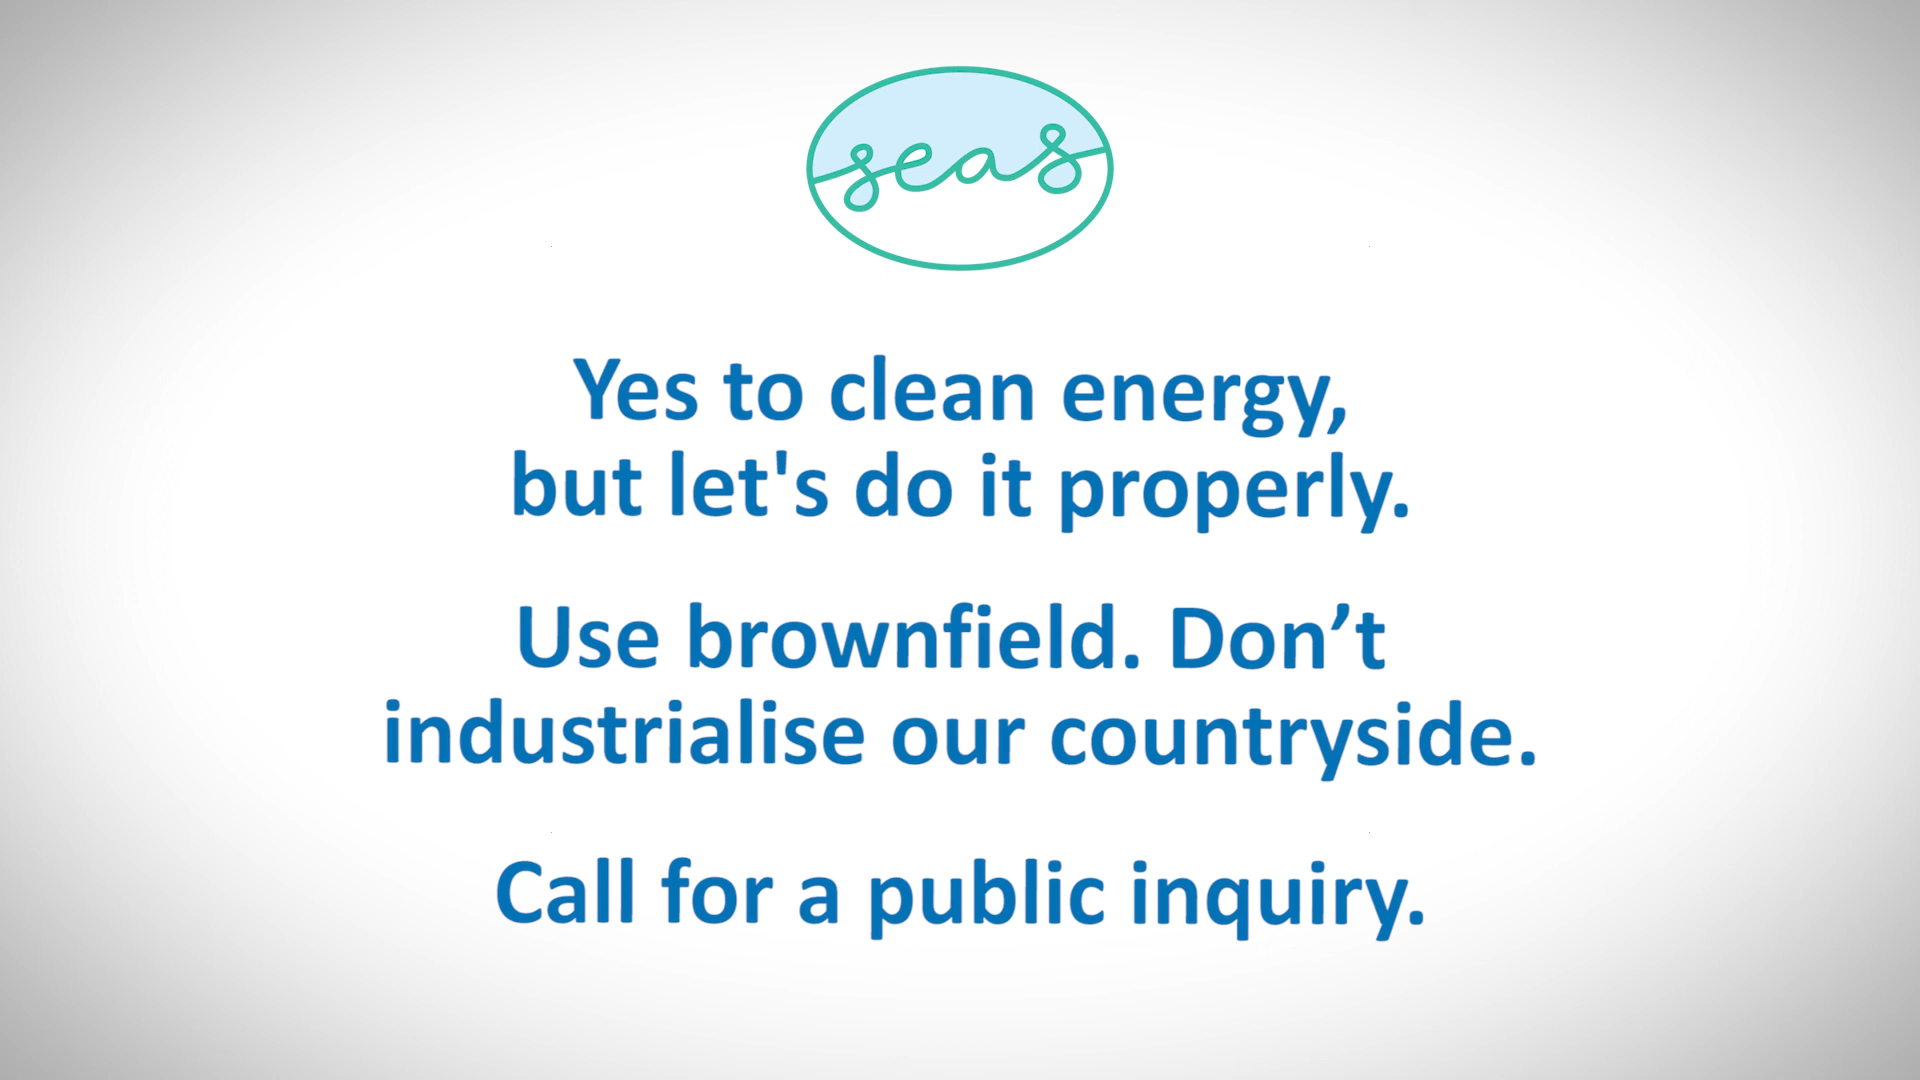 seas
Yes to clean energy,
but let's do it properly.
Use brownfield. Don’t
industrialise our countryside.
Call for a public inquiry.